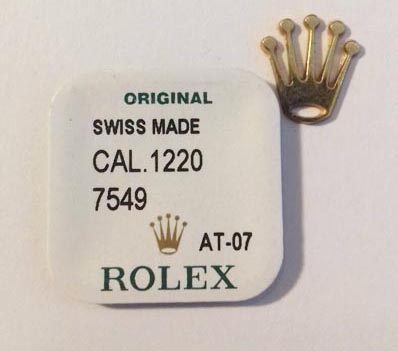 ORIGINAL
SWISS MADE
CAL.1220
7549
AT-07
ROLEX